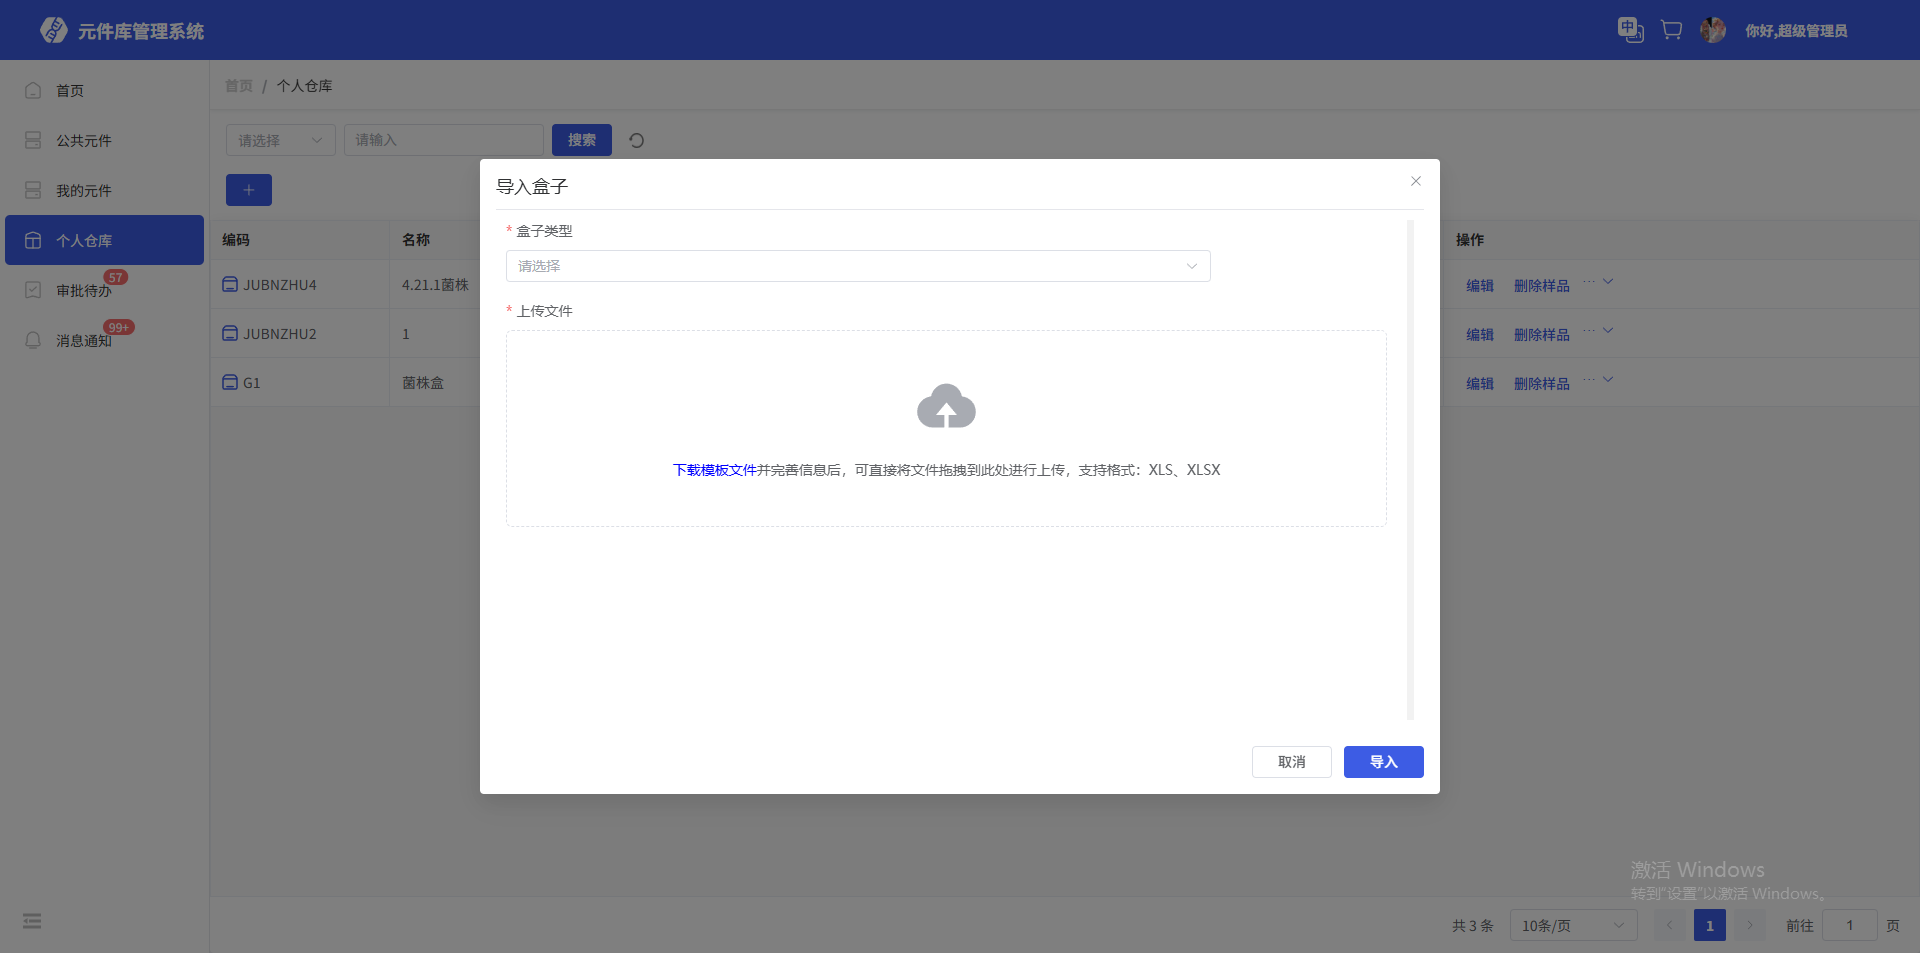 元件库管理系统
中
你好,超级管理员
首页
公共元件
我的元件
个人仓库
审批待办
57
消息通知
99+
首页 / 个人仓库
请选择
请输入
搜索
编码 名称 操作
JUBNZHU4 4.21.1菌株 编辑 删除样品 ...
JUBNZHU2 1 编辑 删除样品 ...
G1 菌株盒 编辑 删除样品 ...
导入盒子
* 盒子类型
请选择
* 上传文件
下载模板文件并完善信息后，可直接将文件拖拽到此处进行上传，支持格式：XLS、XLSX
取消 导入
激活 Windows
转到"设置"以激活 Windows。
共 3 条 10条/页 1 前往 1 页